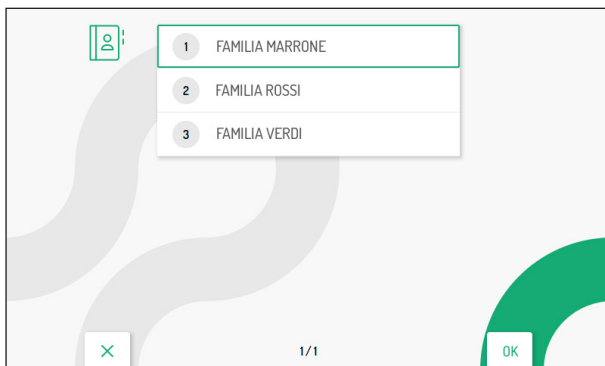 1 FAMILIA MARRONE
2 FAMILIA ROSSI
3 FAMILIA VERDI
1/1
OK